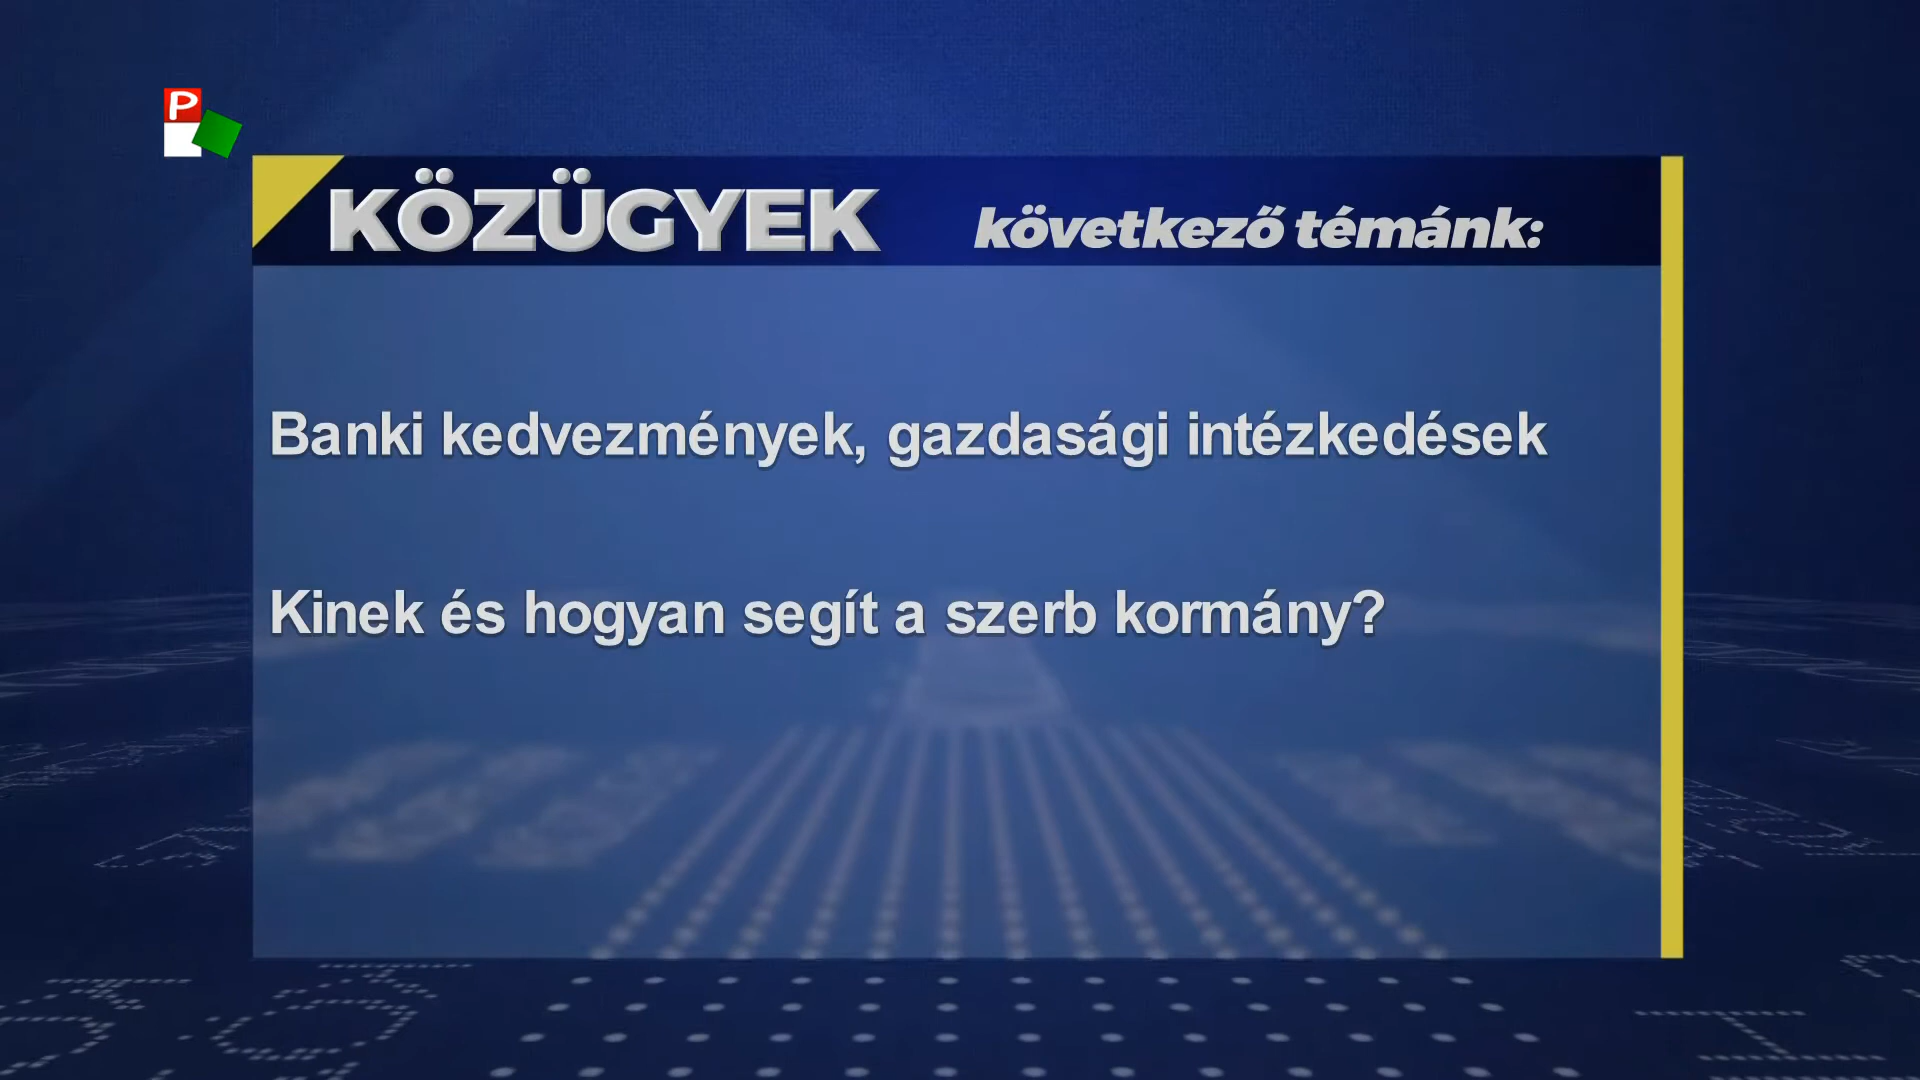 P
KÖZÜGYEK következő témánk:
Banki kedvezmények, gazdasági intézkedések
Kinek és hogyan segít a szerb kormány?